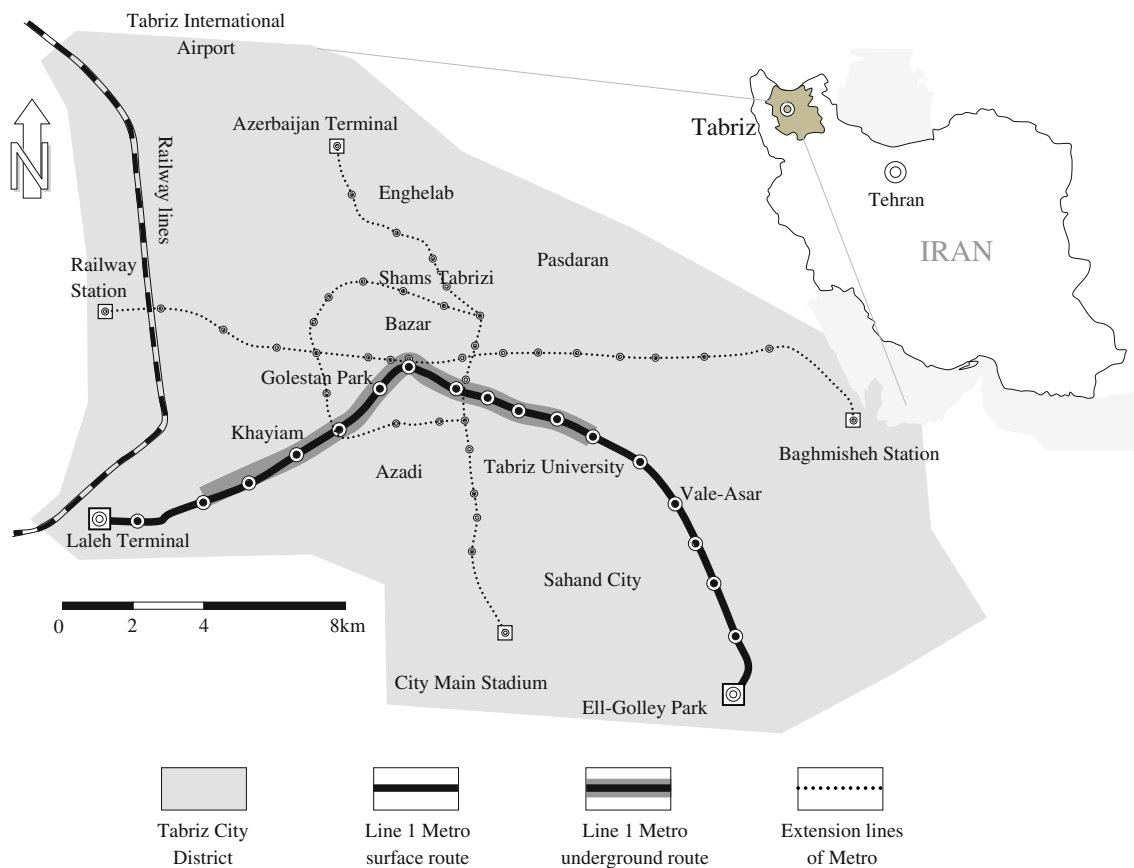 Tabriz International
Airport
N
Azerbaijan Terminal
Enghelab
Railway lines
Pasdaran
Railway
Station
Shams Tabrizi
Bazar
Golestan Park
Khayiam
Azadi
Tabriz University
Baghmisheh Station
Vale-Asar
Laleh Terminal
Sahand City
City Main Stadium
Ell-Golley Park
0 2 4 8km
Tabriz
Tehran
IRAN
Tabriz City
District
Line 1 Metro
surface route
Line 1 Metro
underground route
Extension lines
of Metro